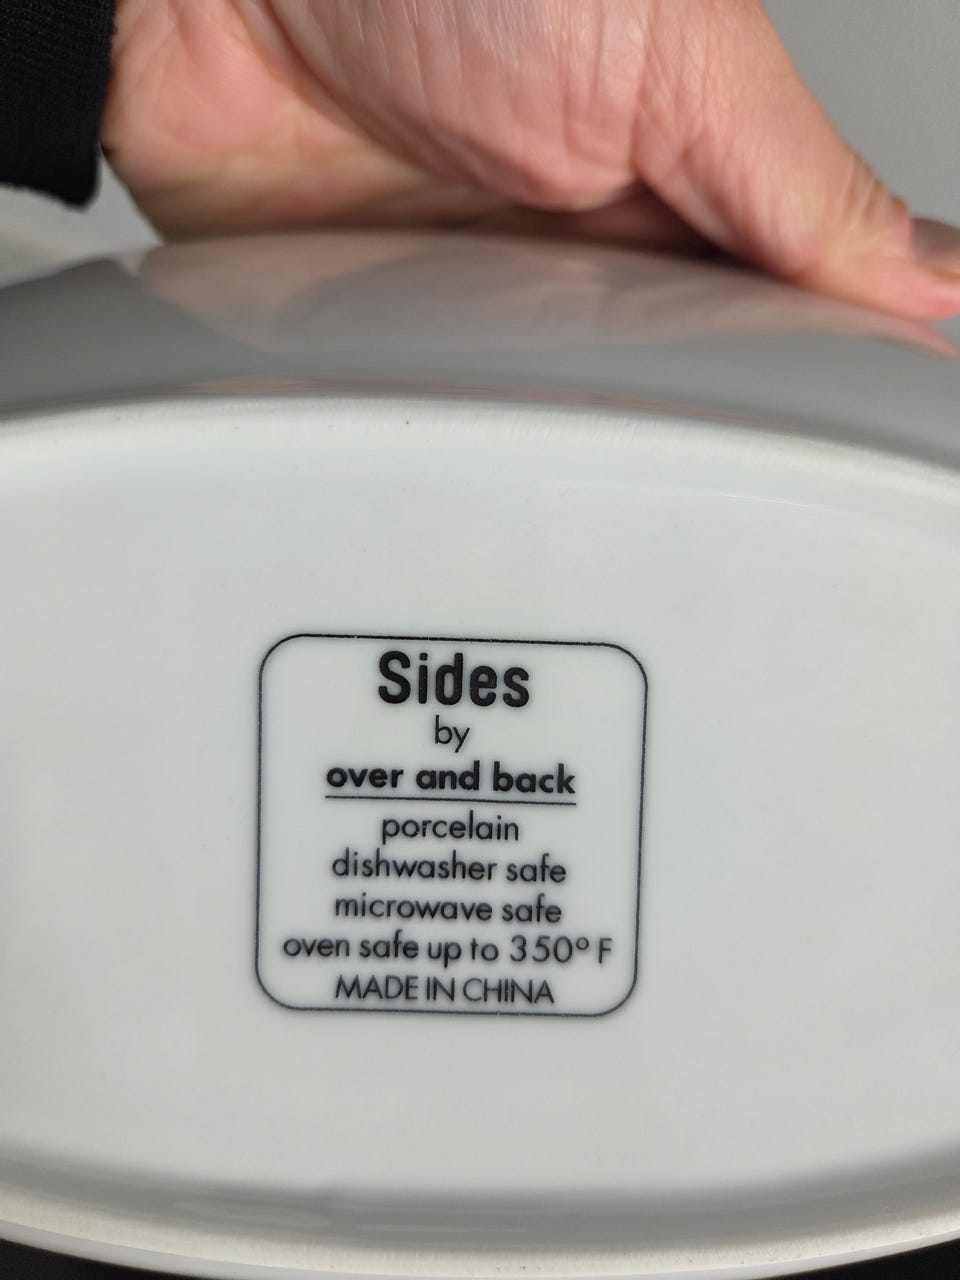 Sides
by
over and back
porcelain
dishwasher safe
microwave safe
oven safe up to 350° F
MADE IN CHINA